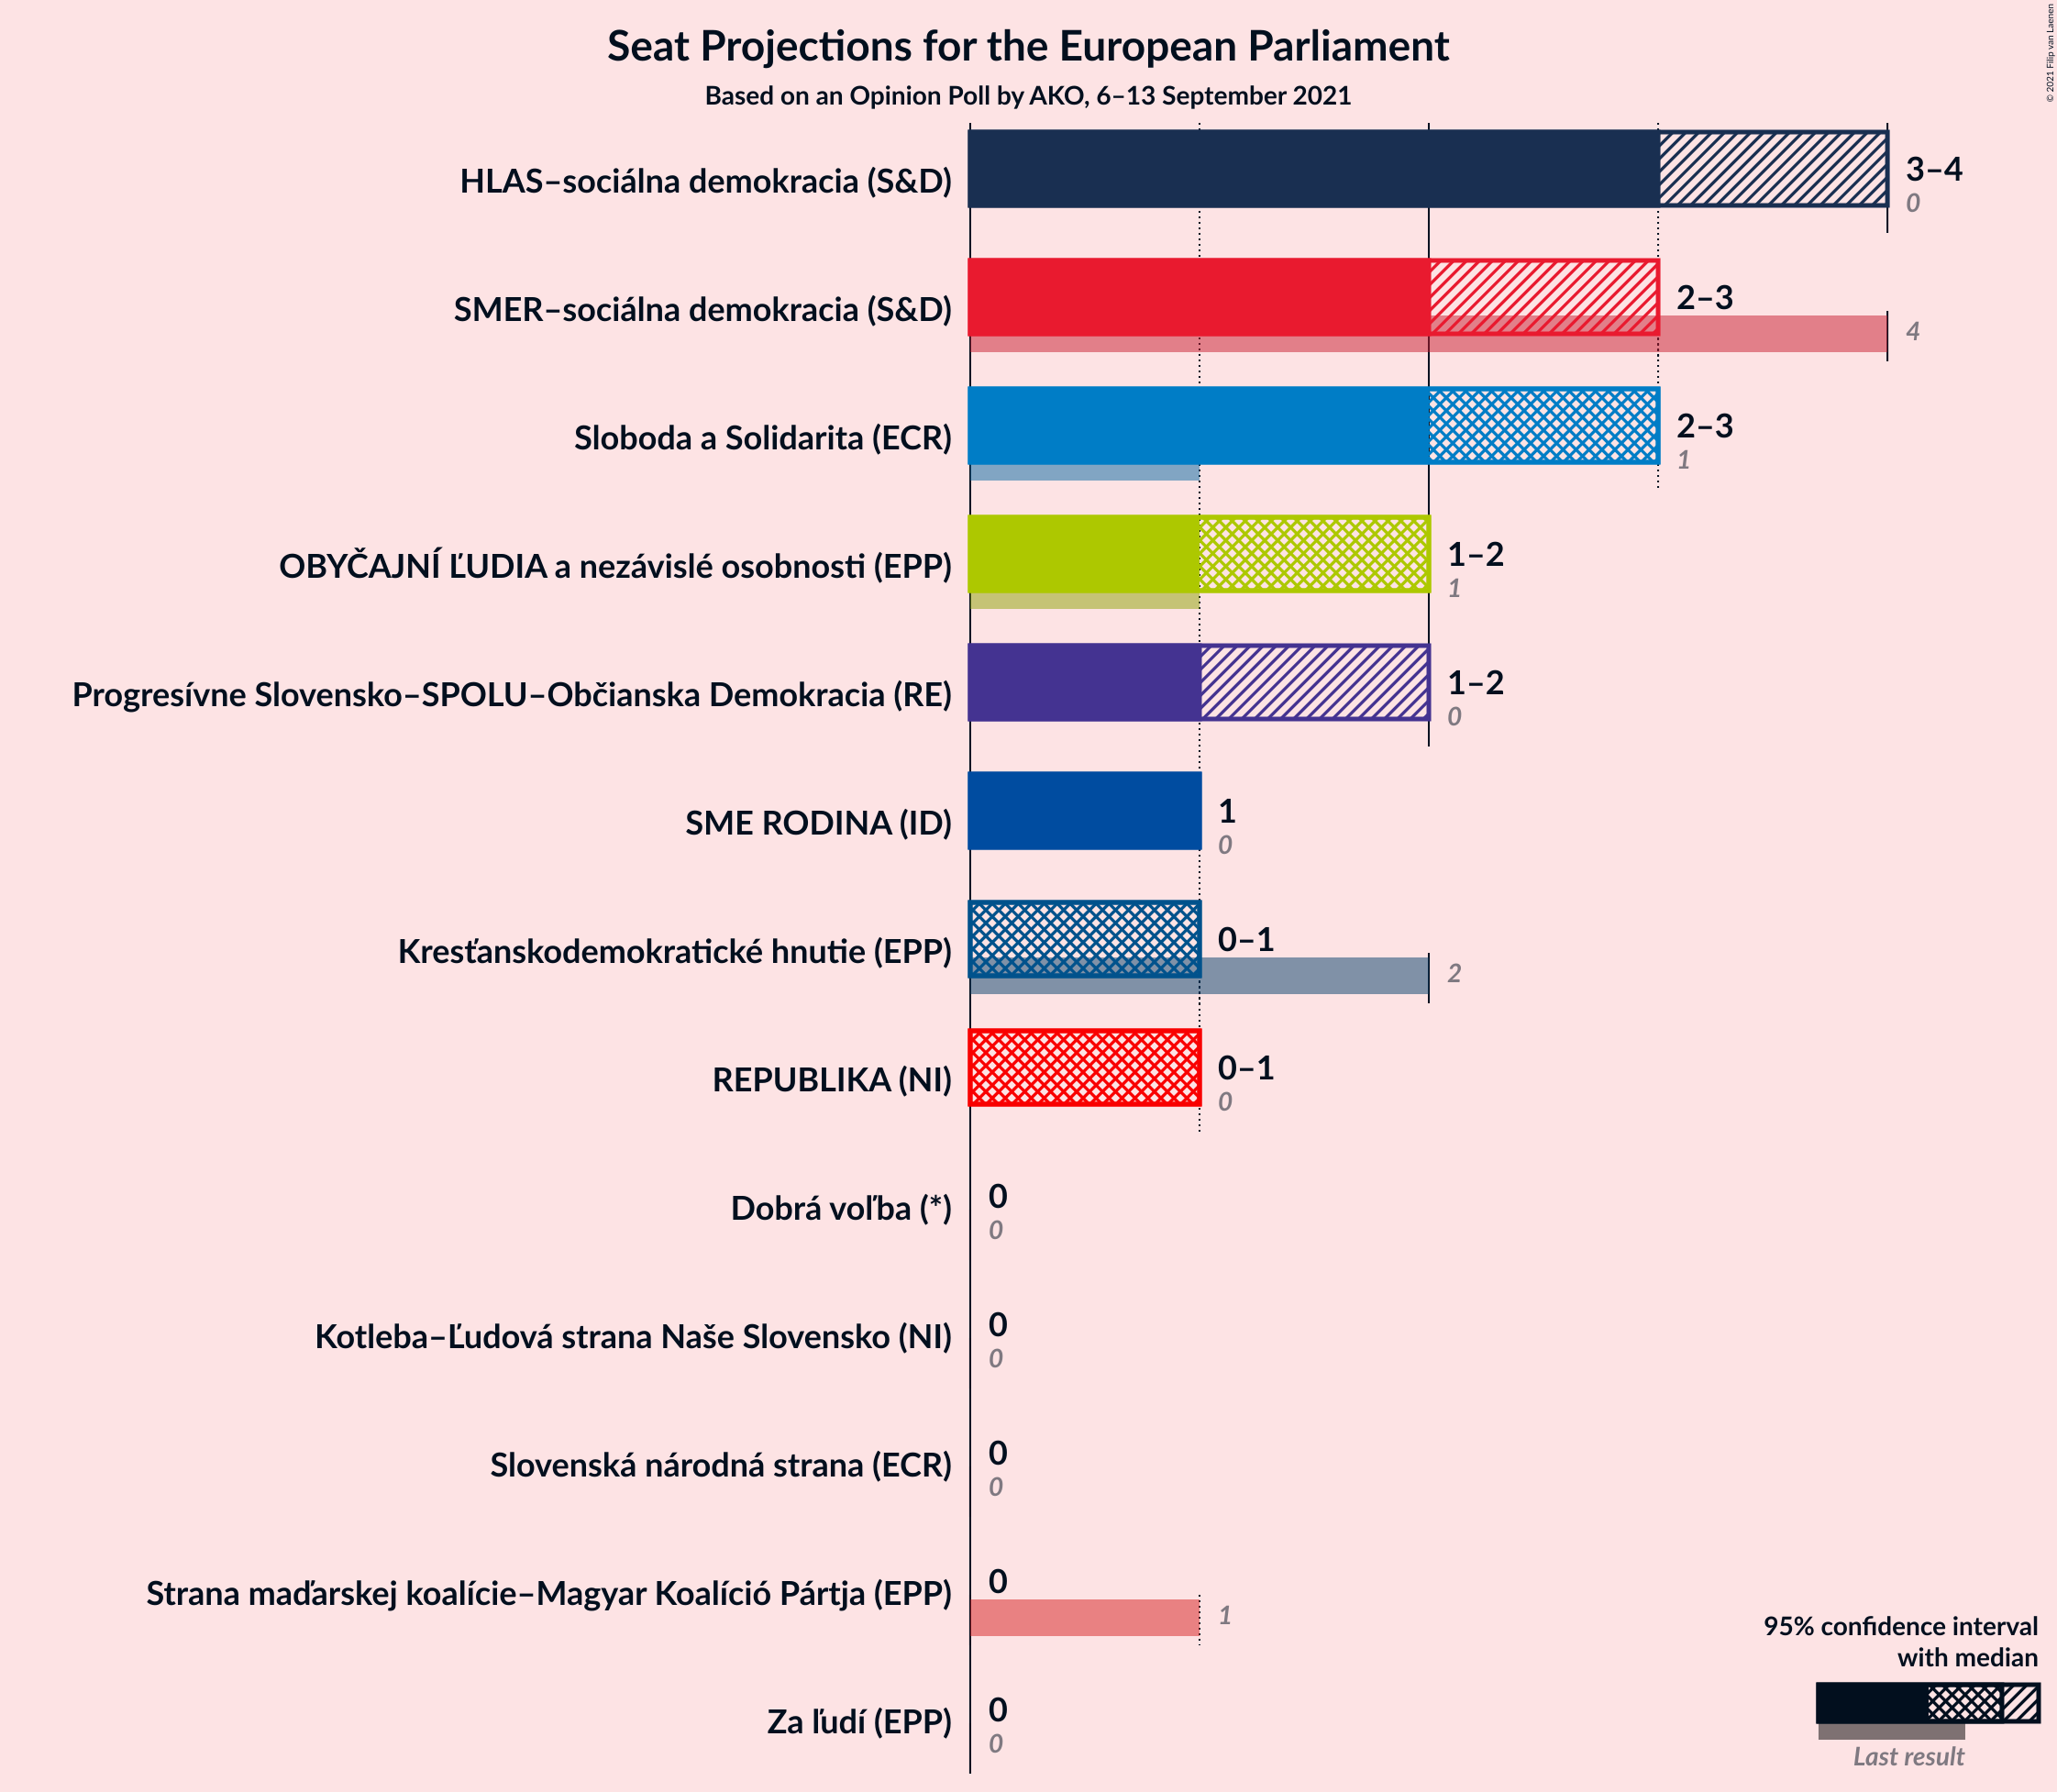 Seat Projections for the European Parliament
Based on an Opinion Poll by AKO, 6–13 September 2021
© 2021 Filip van Laenen
HLAS–sociálna demokracia (S&D)
3–4
0
SMER–sociálna demokracia (S&D)
2–3
4
Sloboda a Solidarita (ECR)
2–3
1
OBYČAJNÍ ĽUDIA a nezávislé osobnosti (EPP)
1–2
1
Progresívne Slovensko–SPOLU–Občianska Demokracia (RE)
1–2
0
SME RODINA (ID)
1
0
Kresťanskodemokratické hnutie (EPP)
0–1
2
REPUBLIKA (NI)
0–1
0
Dobrá voľba (*)
0
0
Kotleba–Ľudová strana Naše Slovensko (NI)
0
0
Slovenská národná strana (ECR)
0
0
Strana maďarskej koalície–Magyar Koalíció Pártja (EPP)
0
1
Za ľudí (EPP)
0
0
95% confidence interval
with median
Last result